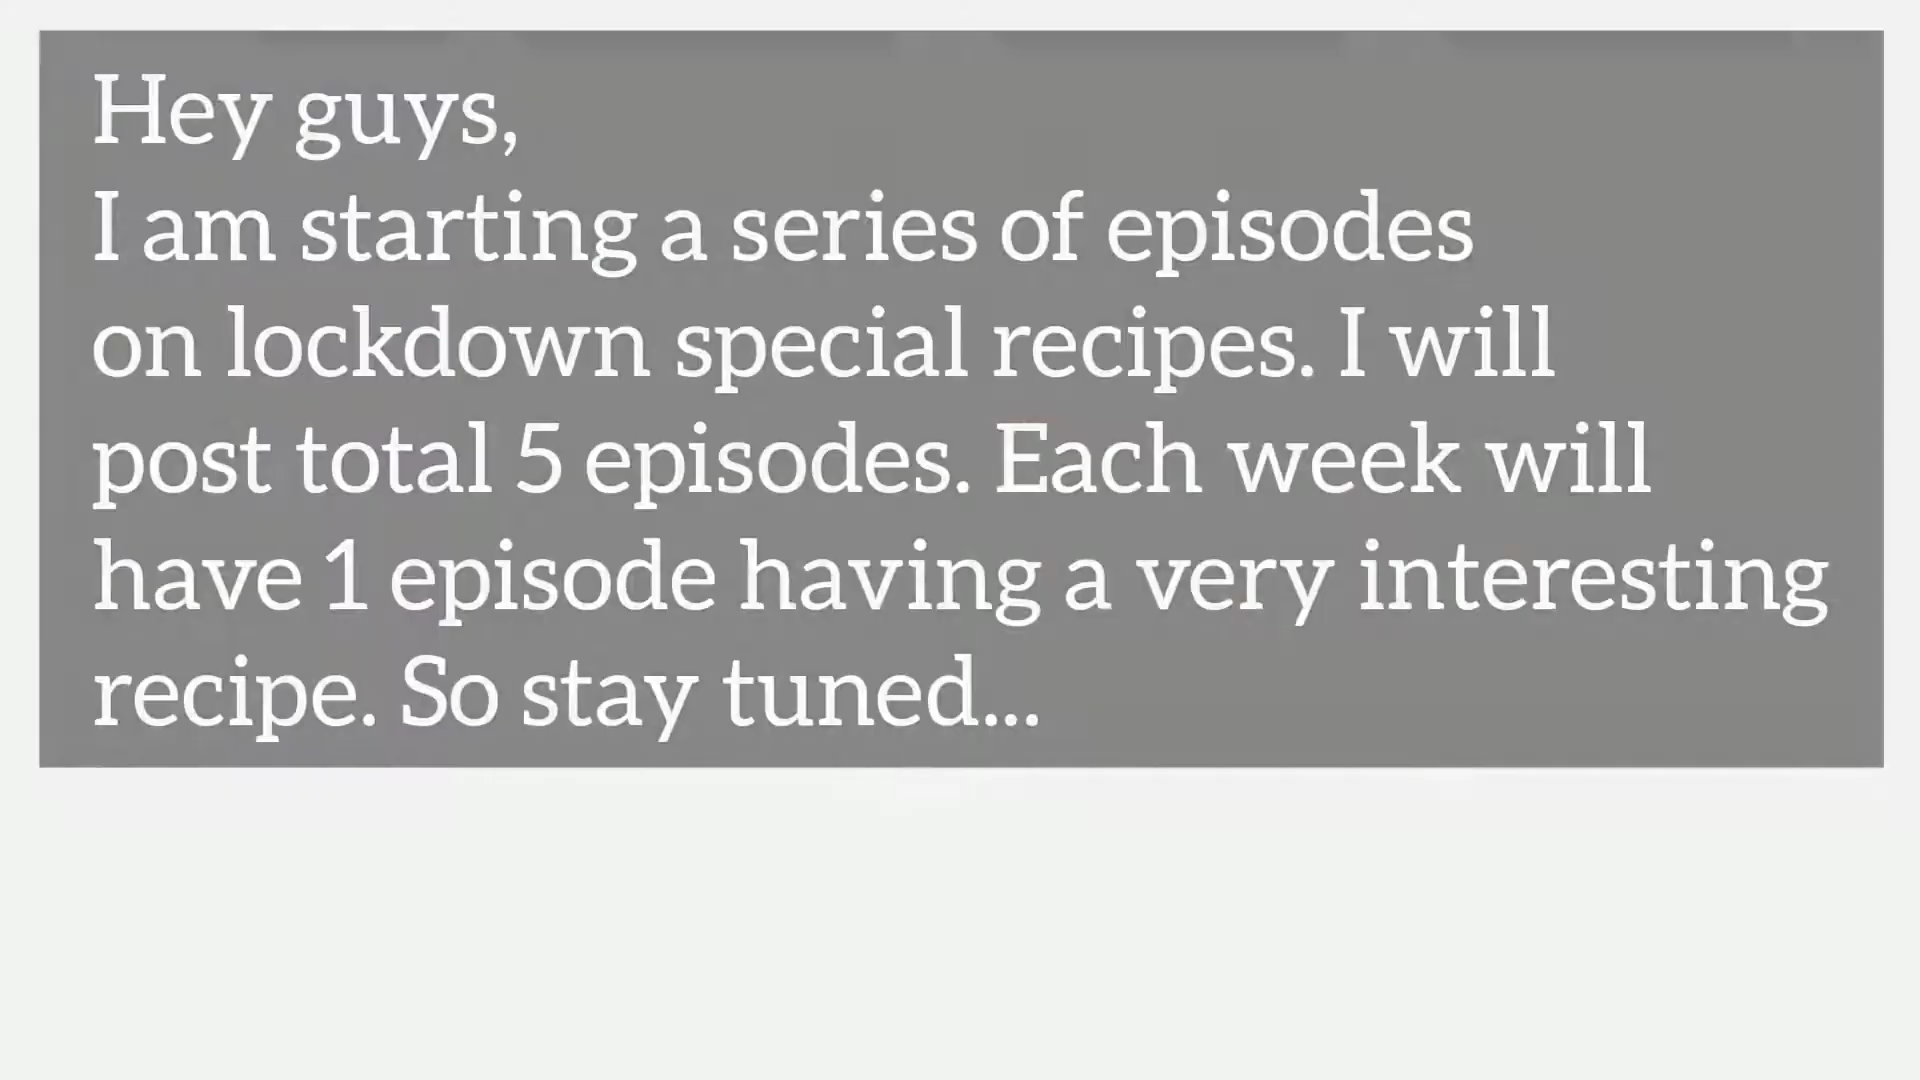 Hey guys,
I am starting a series of episodes
on lockdown special recipes. I will
post total 5 episodes. Each week will
have 1 episode having a very interesting
recipe. So stay tuned...